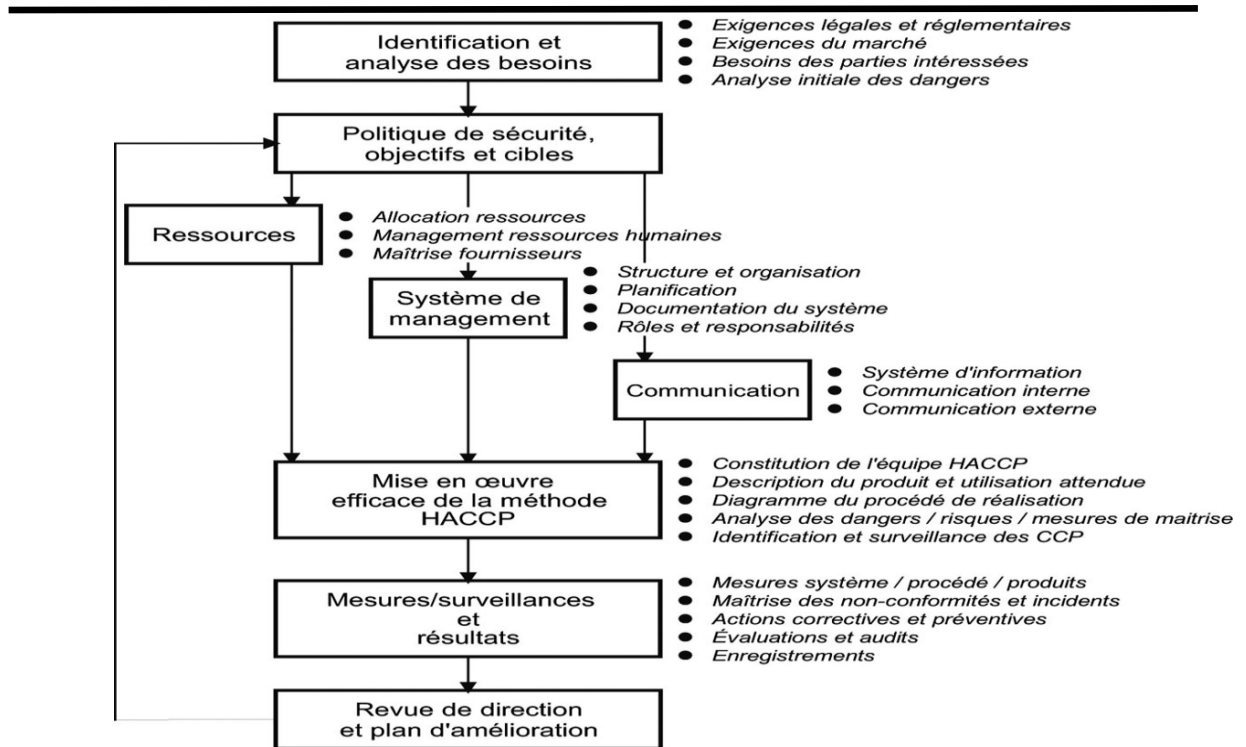 Identification et
analyse des besoins
● Exigences légales et réglementaires
● Exigences du marché
● Besoins des parties intéressées
● Analyse initiale des dangers
Politique de sécurité,
objectifs et cibles
Ressources
● Allocation ressources
● Management ressources humaines
● Maîtrise fournisseurs
Système de
management
● Structure et organisation
● Planification
● Documentation du système
● Rôles et responsabilités
Communication
● Système d'information
● Communication interne
● Communication externe
Mise en œuvre
efficace de la méthode
HACCP
● Constitution de l'équipe HACCP
● Description du produit et utilisation attendue
● Diagramme du procédé de réalisation
● Analyse des dangers / risques / mesures de maitrise
● Identification et surveillance des CCP
Mesures/surveillances
et
résultats
● Mesures système / procédé / produits
● Maîtrise des non-conformités et incidents
● Actions correctives et préventives
● Évaluations et audits
● Enregistrements
Revue de direction
et plan d'amélioration